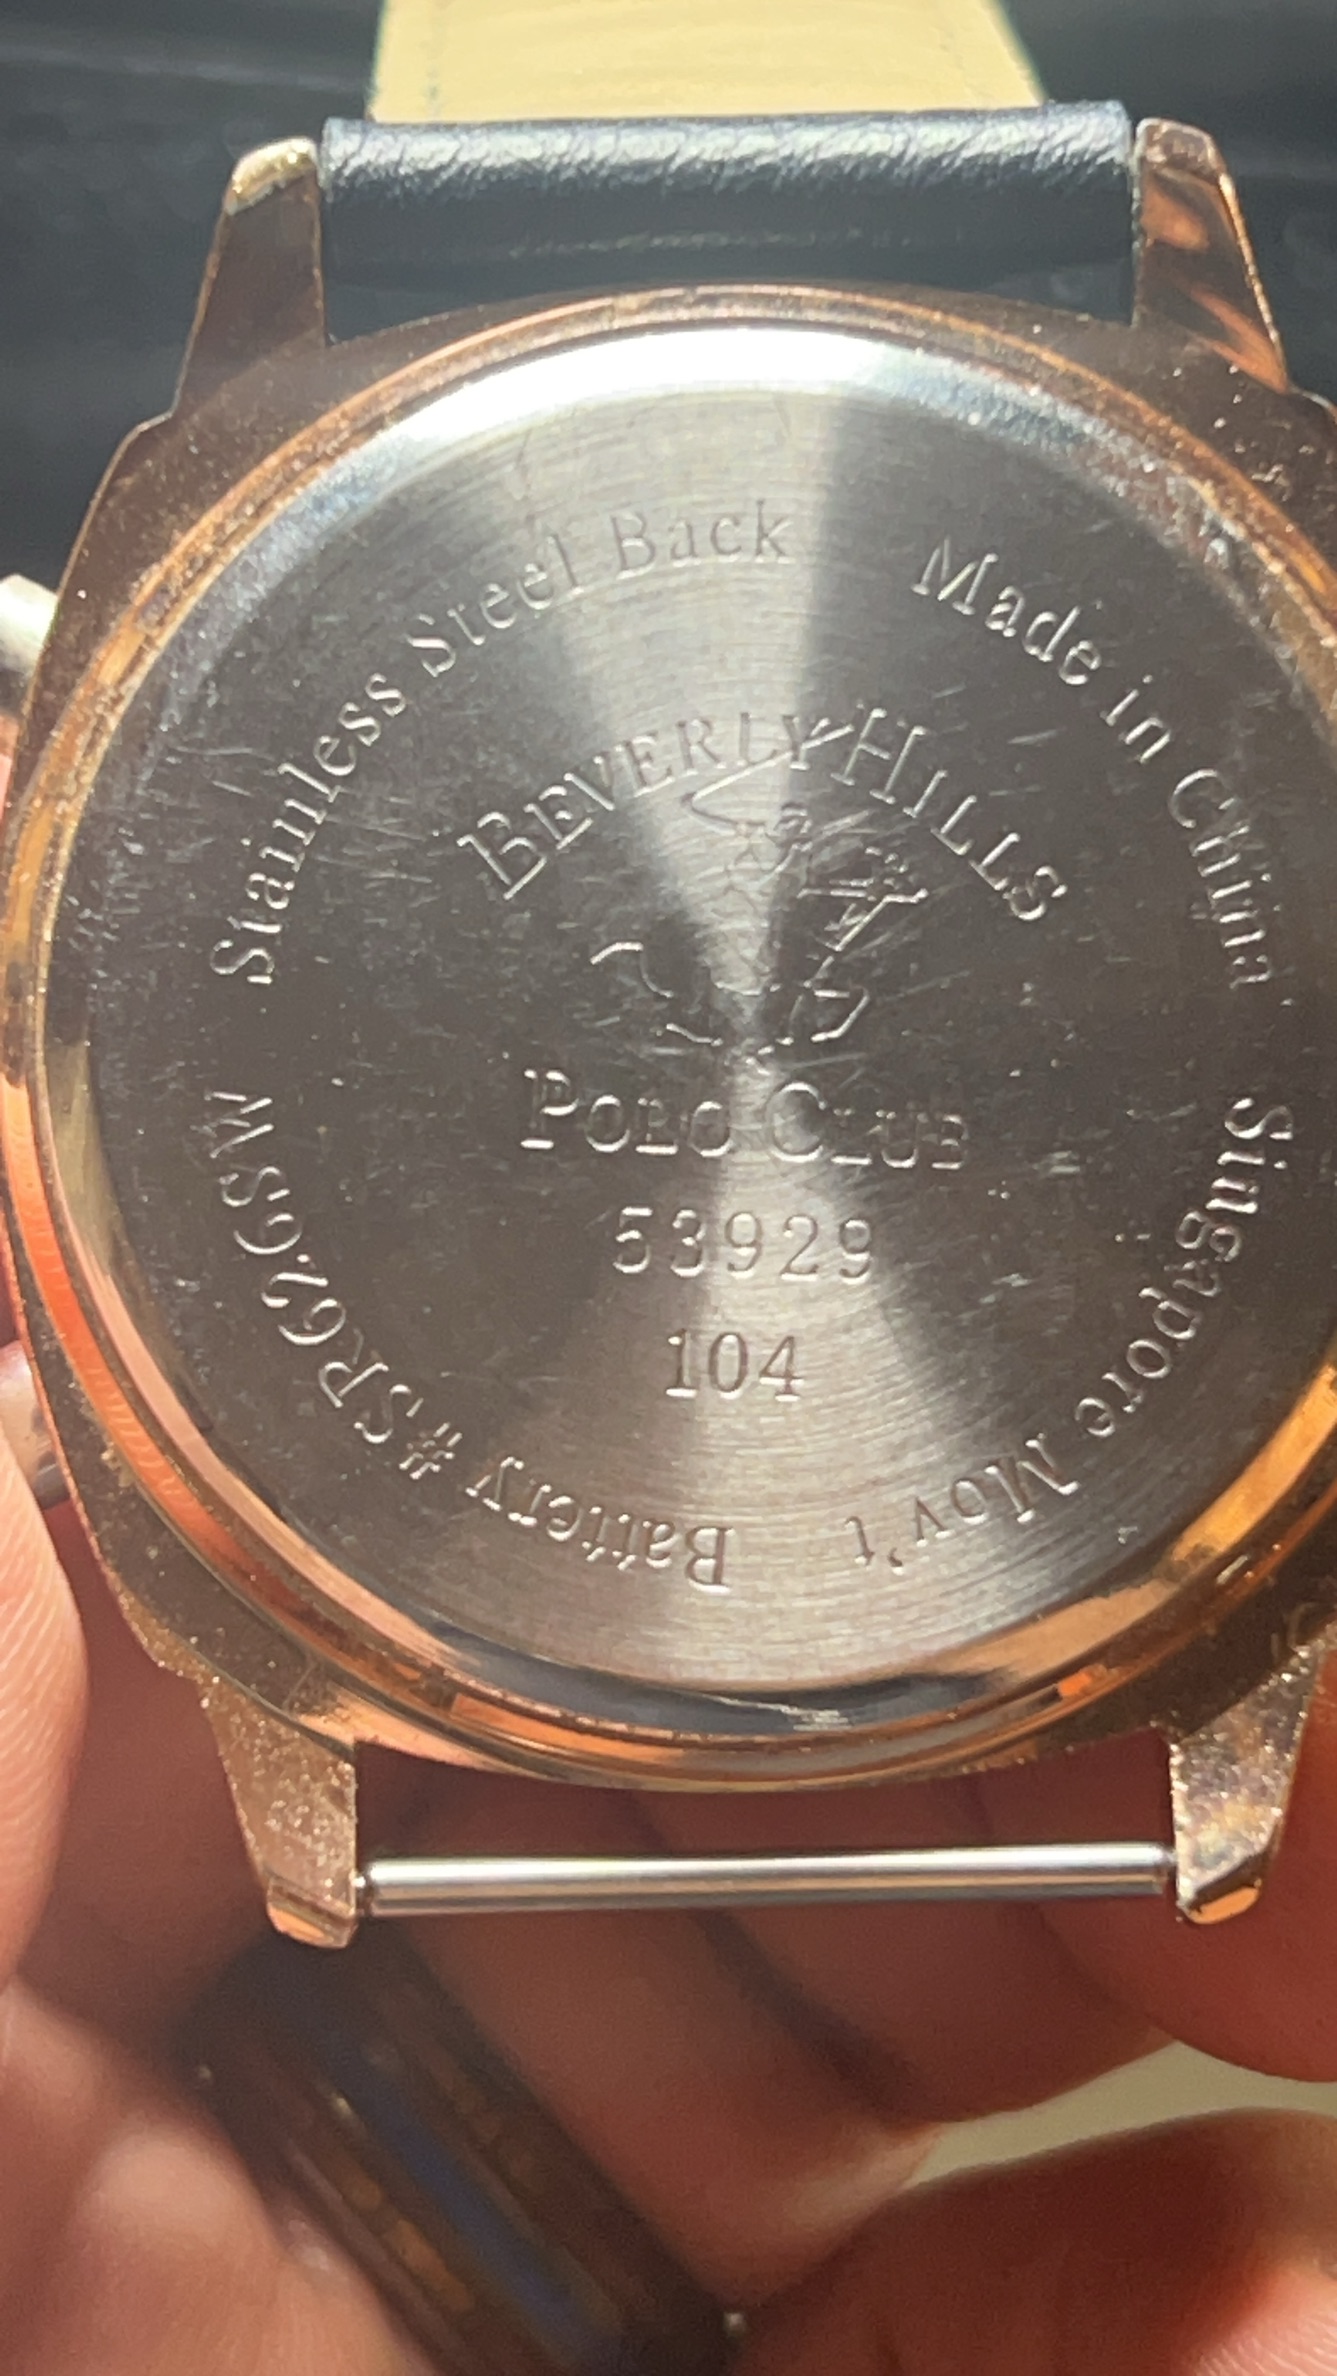 Stainless Steel Back
Made in China
Singapore Mov't
Battery #SR626SW
BEVERLY HILLS
POLO CLUB
53929
104